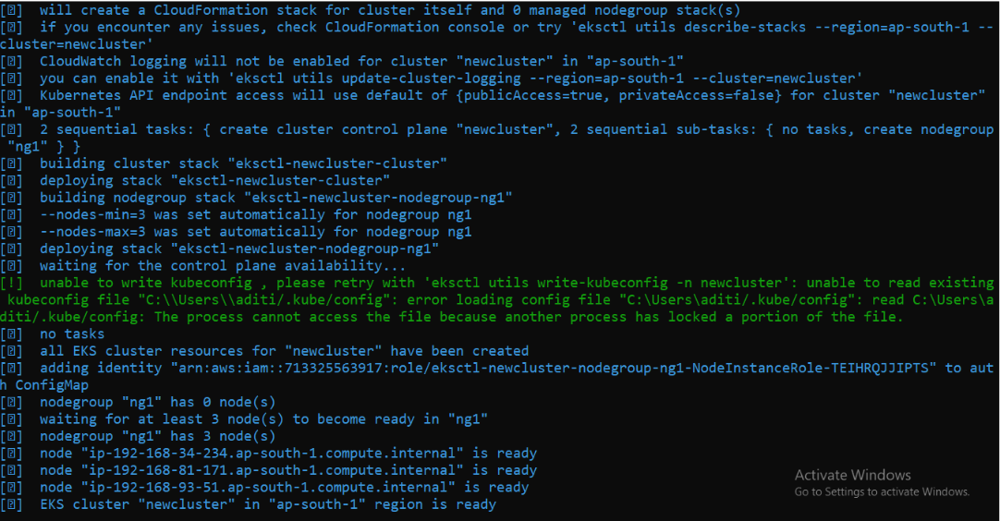 [⍰]  will create a CloudFormation stack for cluster itself and 0 managed nodegroup stack(s)
[⍰]  if you encounter any issues, check CloudFormation console or try 'eksctl utils describe-stacks --region=ap-south-1 --
cluster=newcluster'
[⍰]  CloudWatch logging will not be enabled for cluster "newcluster" in "ap-south-1"
[⍰]  you can enable it with 'eksctl utils update-cluster-logging --region=ap-south-1 --cluster=newcluster'
[⍰]  Kubernetes API endpoint access will use default of {publicAccess=true, privateAccess=false} for cluster "newcluster"
in "ap-south-1"
[⍰]  2 sequential tasks: { create cluster control plane "newcluster", 2 sequential sub-tasks: { no tasks, create nodegroup
"ng1" } }
[⍰]  building cluster stack "eksctl-newcluster-cluster"
[⍰]  deploying stack "eksctl-newcluster-cluster"
[⍰]  building nodegroup stack "eksctl-newcluster-nodegroup-ng1"
[⍰]  --nodes-min=3 was set automatically for nodegroup ng1
[⍰]  --nodes-max=3 was set automatically for nodegroup ng1
[⍰]  deploying stack "eksctl-newcluster-nodegroup-ng1"
[⍰]  waiting for the control plane availability...
[!]  unable to write kubeconfig , please retry with 'eksctl utils write-kubeconfig -n newcluster': unable to read existing
kubeconfig file "C:\\Users\\aditi/.kube/config": error loading config file "C:\Users\aditi/.kube/config": read C:\Users\a
diti/.kube/config: The process cannot access the file because another process has locked a portion of the file.
[⍰]  no tasks
[⍰]  all EKS cluster resources for "newcluster" have been created
[⍰]  adding identity "arn:aws:iam::713325563917:role/eksctl-newcluster-nodegroup-ng1-NodeInstanceRole-TEIHRQJJIPTS" to aut
h ConfigMap
[⍰]  nodegroup "ng1" has 0 node(s)
[⍰]  waiting for at least 3 node(s) to become ready in "ng1"
[⍰]  nodegroup "ng1" has 3 node(s)
[⍰]  node "ip-192-168-34-234.ap-south-1.compute.internal" is ready
[⍰]  node "ip-192-168-81-171.ap-south-1.compute.internal" is ready
[⍰]  node "ip-192-168-93-51.ap-south-1.compute.internal" is ready
[⍰]  EKS cluster "newcluster" in "ap-south-1" region is ready
Activate Windows
Go to Settings to activate Windows.